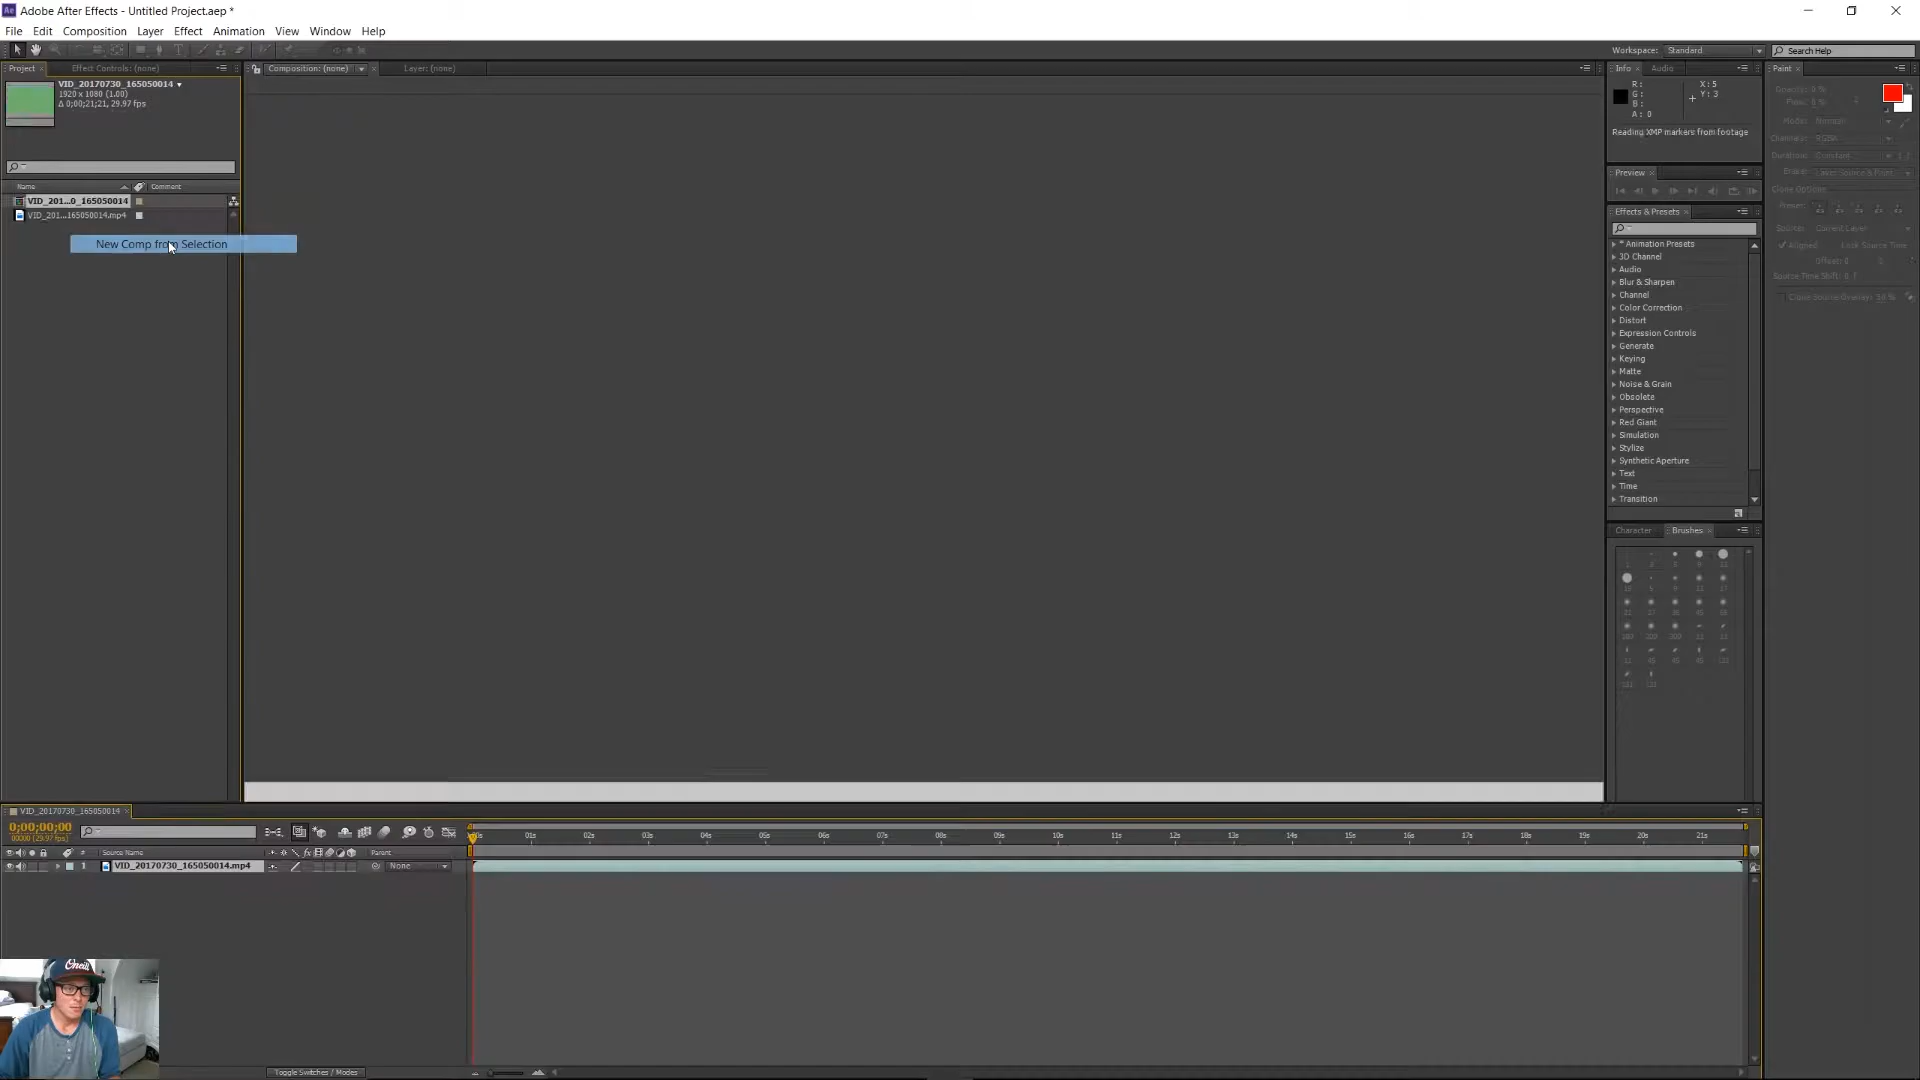 Adobe After Effects - Untitled Project.aep *
File Edit Composition Layer Effect Animation View Window Help
Workspace: Standard
Search Help
Project Effect Controls: (none)
Composition: (none) Layer: (none)
Info Audio
Paint
VID_20170730_165050014
1920 x 1080 (1.00)
Δ 0;00;21;21, 29.97 fps
R:
G:
B:
A: 0
X: 5
Y: 3
Reading XMP markers from footage
Opacity: 0 %
Flow: 0 %
Mode: Normal
Channels: RGBA
Duration: Constant
Erase: Layer Source & Paint
Clone Options
Preset:
Source: Current Layer
Aligned Lock Source Time
Offset: 0 0
Source Time Shift: 0 f
Clone Source Overlay: 50 %
Name Comment
VID_201...0_165050014
VID_201...165050014.mp4
New Comp from Selection
Preview
Effects & Presets
* Animation Presets
3D Channel
Audio
Blur & Sharpen
Channel
Color Correction
Distort
Expression Controls
Generate
Keying
Matte
Noise & Grain
Obsolete
Perspective
Red Giant
Simulation
Stylize
Synthetic Aperture
Text
Time
Transition
Character Brushes
VID_20170730_165050014
0;00;00;00
00000 (29.97 fps)
01s 02s 03s 04s 05s 06s 07s 08s 09s 10s 11s 12s 13s 14s 15s 16s 17s 18s 19s 20s 21s
# Source Name Parent
1 VID_20170730_165050014.mp4 None
Toggle Switches / Modes
O'neill